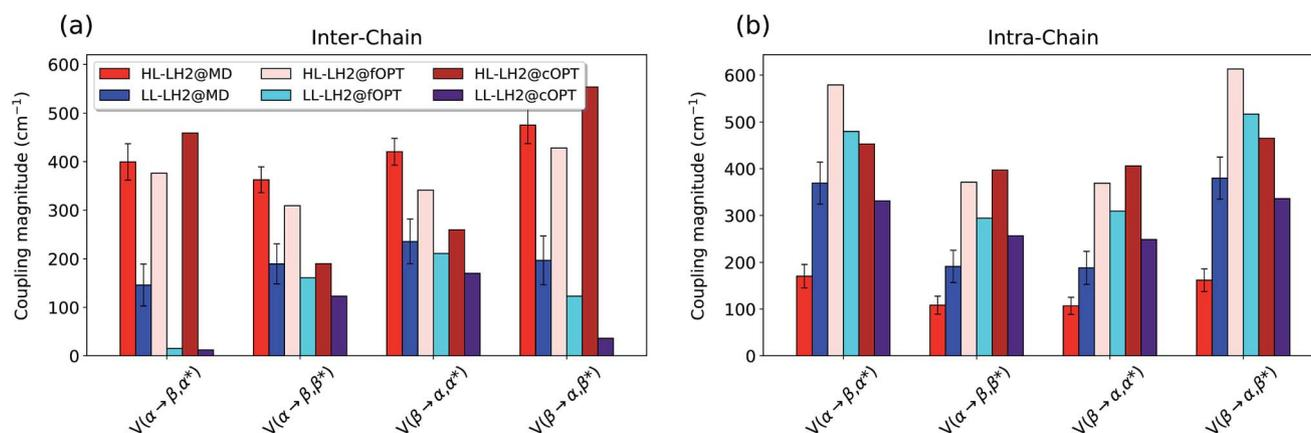 (a)
Inter-Chain
Coupling magnitude (cm⁻¹)
600
500
400
300
200
100
0
HL-LH2@MD
LL-LH2@MD
HL-LH2@fOPT
LL-LH2@fOPT
HL-LH2@cOPT
LL-LH2@cOPT
V(α → β,α*)
V(α → β,β*)
V(β → α,α*)
V(β → α,β*)
(b)
Intra-Chain
Coupling magnitude (cm⁻¹)
600
500
400
300
200
100
0
V(α → β,α*)
V(α → β,β*)
V(β → α,α*)
V(β → α,β*)